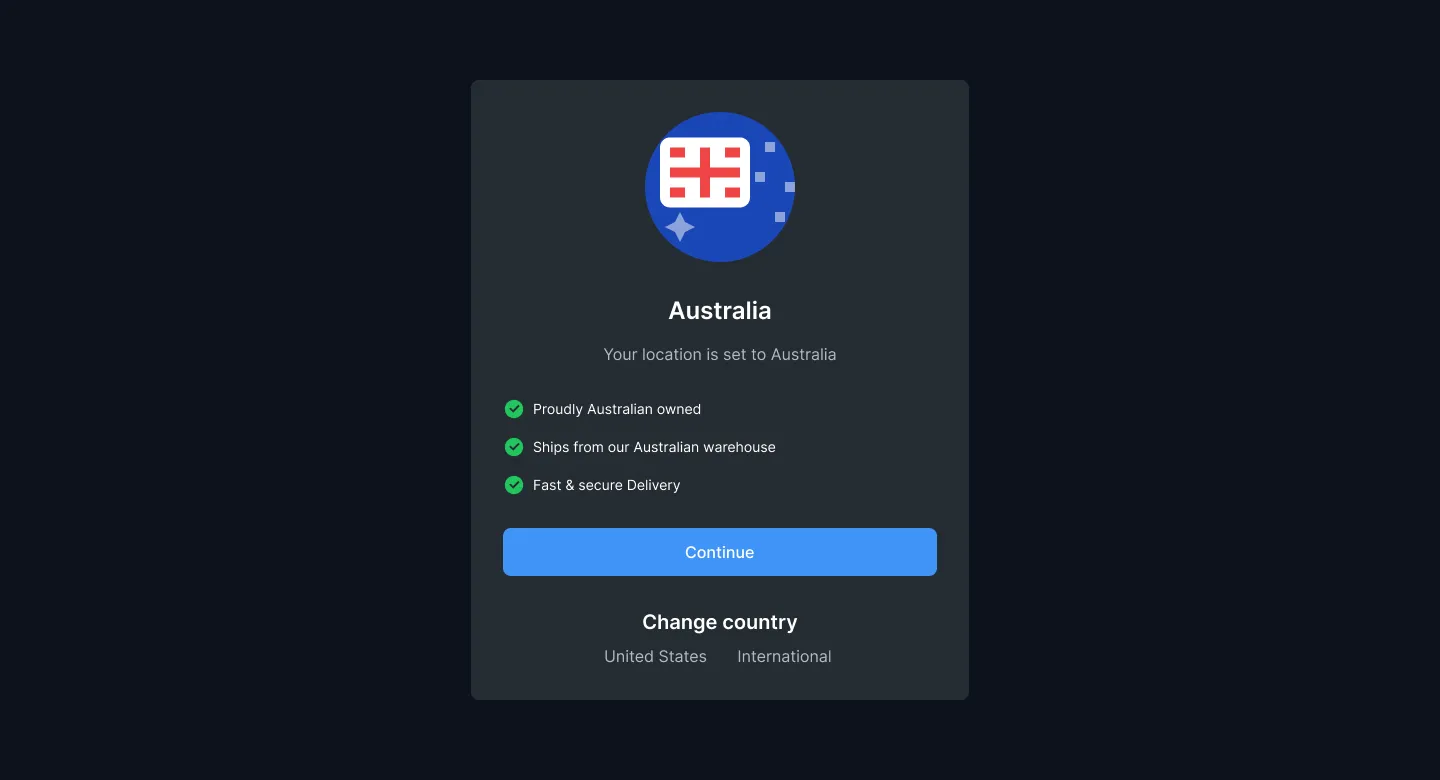 Australia
Your location is set to Australia
Proudly Australian owned
Ships from our Australian warehouse
Fast & secure Delivery
Continue
Change country
United States International